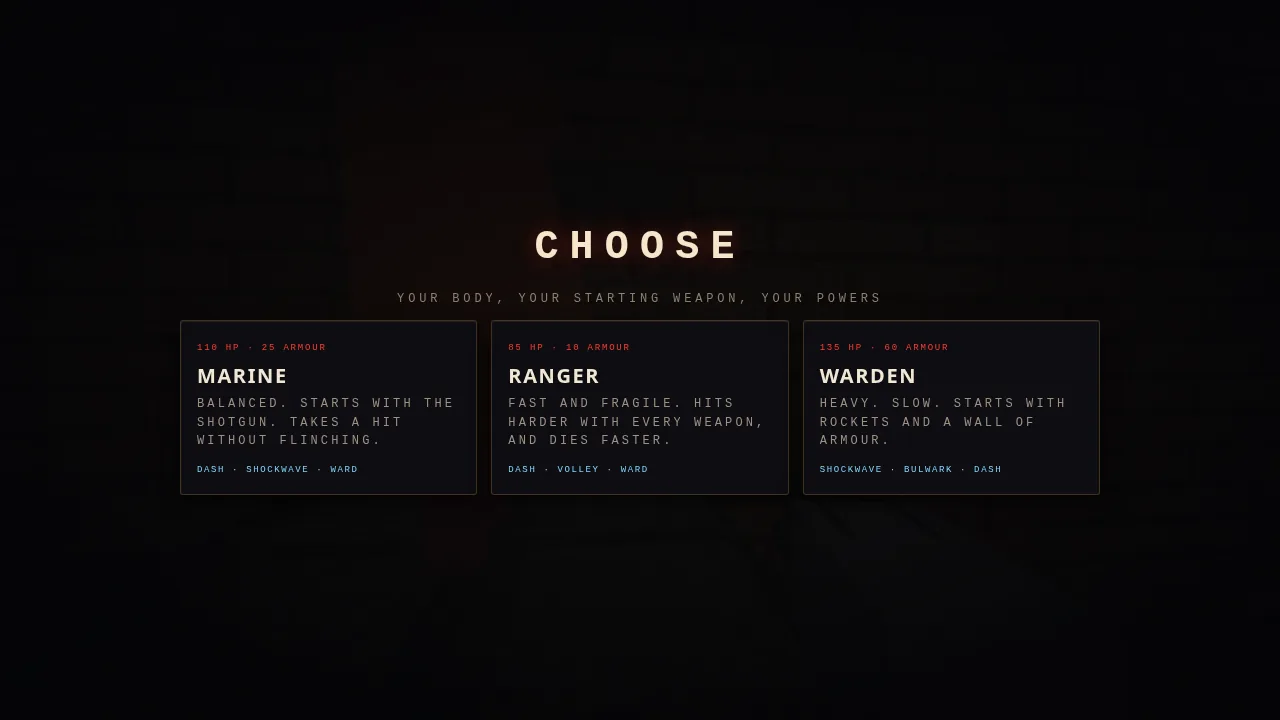 CHOOSE
YOUR BODY, YOUR STARTING WEAPON, YOUR POWERS
110 HP · 25 ARMOUR
MARINE
BALANCED. STARTS WITH THE
SHOTGUN. TAKES A HIT
WITHOUT FLINCHING.
DASH · SHOCKWAVE · WARD
85 HP · 10 ARMOUR
RANGER
FAST AND FRAGILE. HITS
HARDER WITH EVERY WEAPON,
AND DIES FASTER.
DASH · VOLLEY · WARD
135 HP · 60 ARMOUR
WARDEN
HEAVY. SLOW. STARTS WITH
ROCKETS AND A WALL OF
ARMOUR.
SHOCKWAVE · BULWARK · DASH